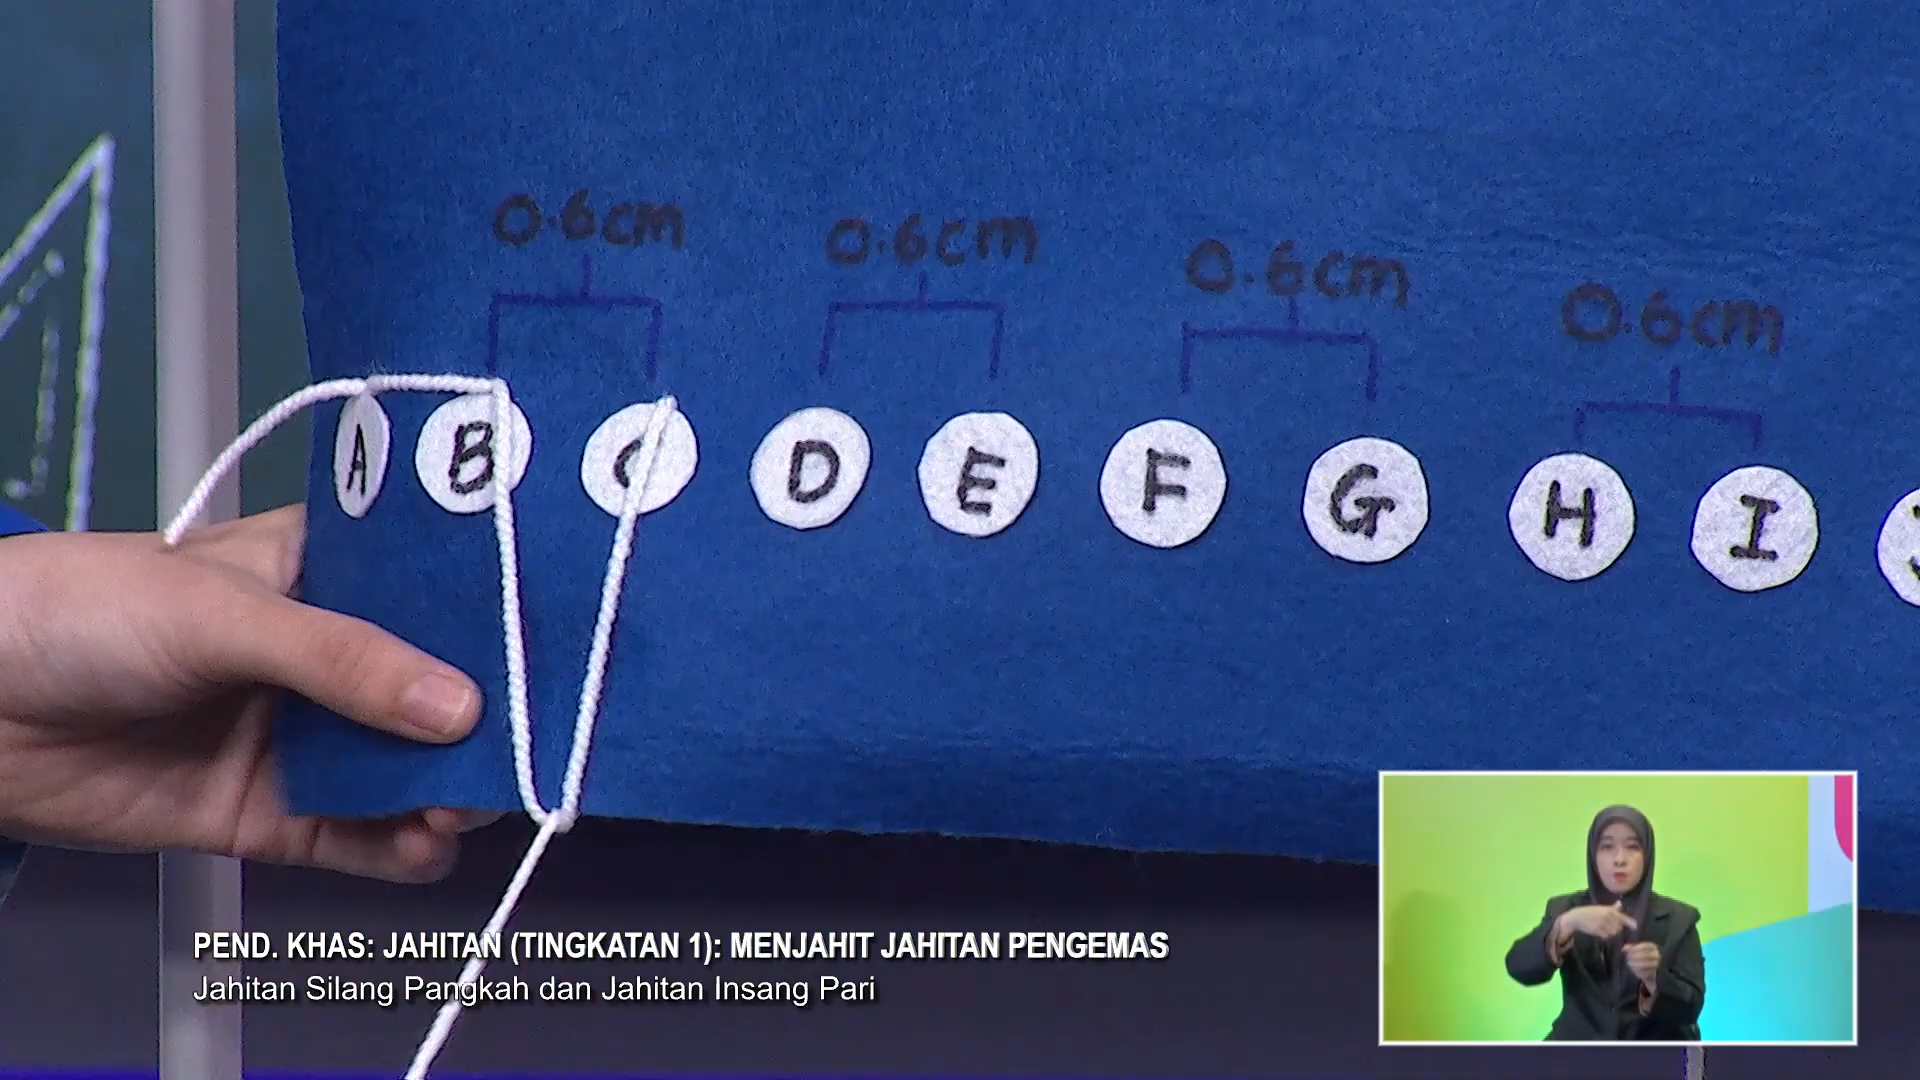 0.6cm 0.6cm 0.6cm 0.6cm
A B C D E F G H I
PEND. KHAS: JAHITAN (TINGKATAN 1): MENJAHIT JAHITAN PENGEMAS
Jahitan Silang Pangkah dan Jahitan Insang Pari